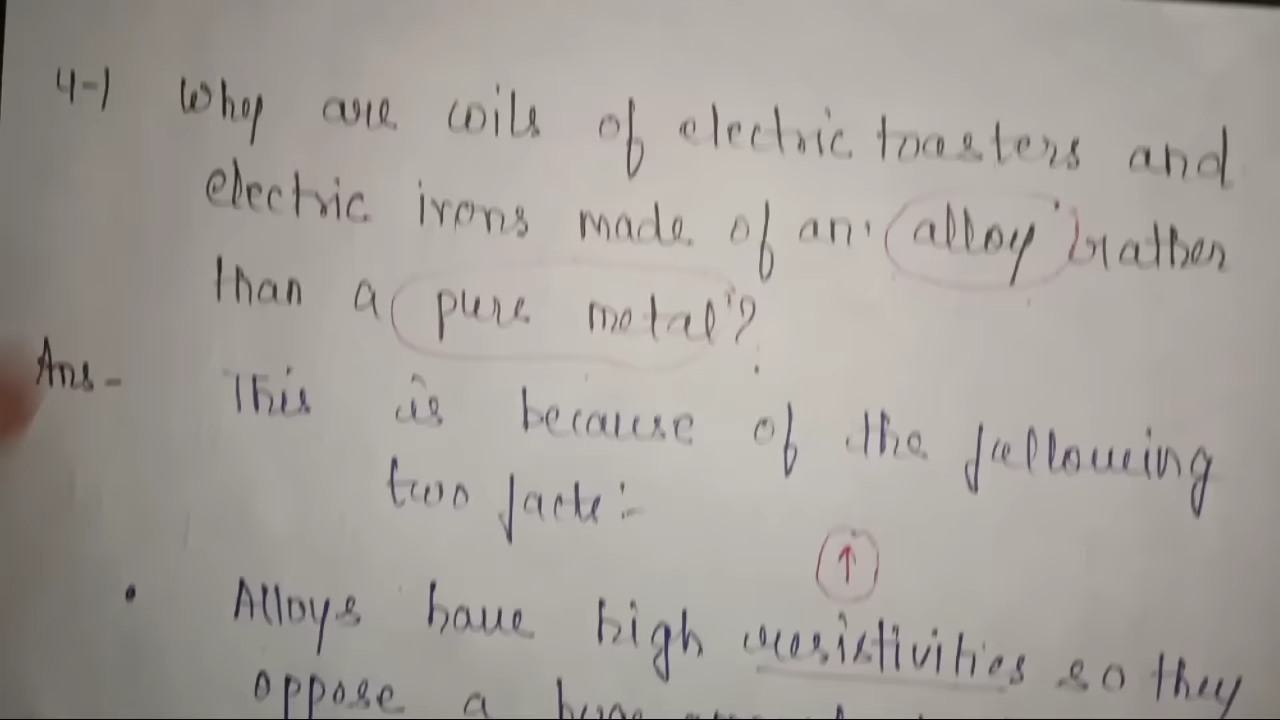 4-1 Why are coils of electric toasters and
electric irons made of an alloy rather
than a pure metal?
Ans- This is because of the following
two facts:-
↑
• Alloys have high resistivities so they
oppose a huge